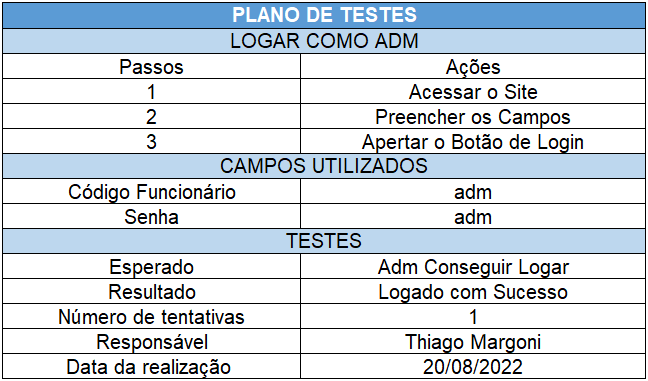 PLANO DE TESTES
LOGAR COMO ADM
Passos Ações
1 Acessar o Site
2 Preencher os Campos
3 Apertar o Botão de Login
CAMPOS UTILIZADOS
Código Funcionário adm
Senha adm
TESTES
Esperado Adm Conseguir Logar
Resultado Logado com Sucesso
Número de tentativas 1
Responsável Thiago Margoni
Data da realização 20/08/2022